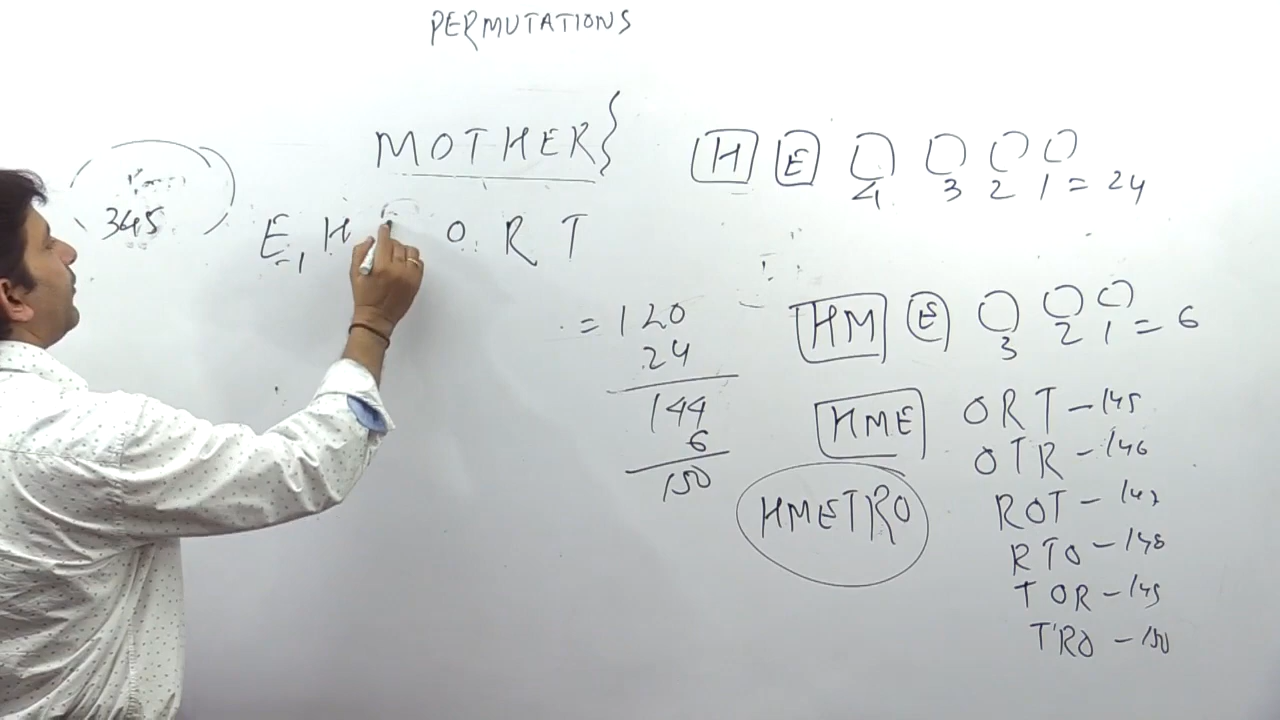 PERMUTATIONS
MOTHER}
345
E, H O R T
H E
4 3 2 1 = 24
= 120
24
144
6
150
HM E
3 2 1 = 6
HME
ORT - 145
OTR - 146
ROT - 147
RTO - 148
TOR - 149
TRO - 150
HMETRO